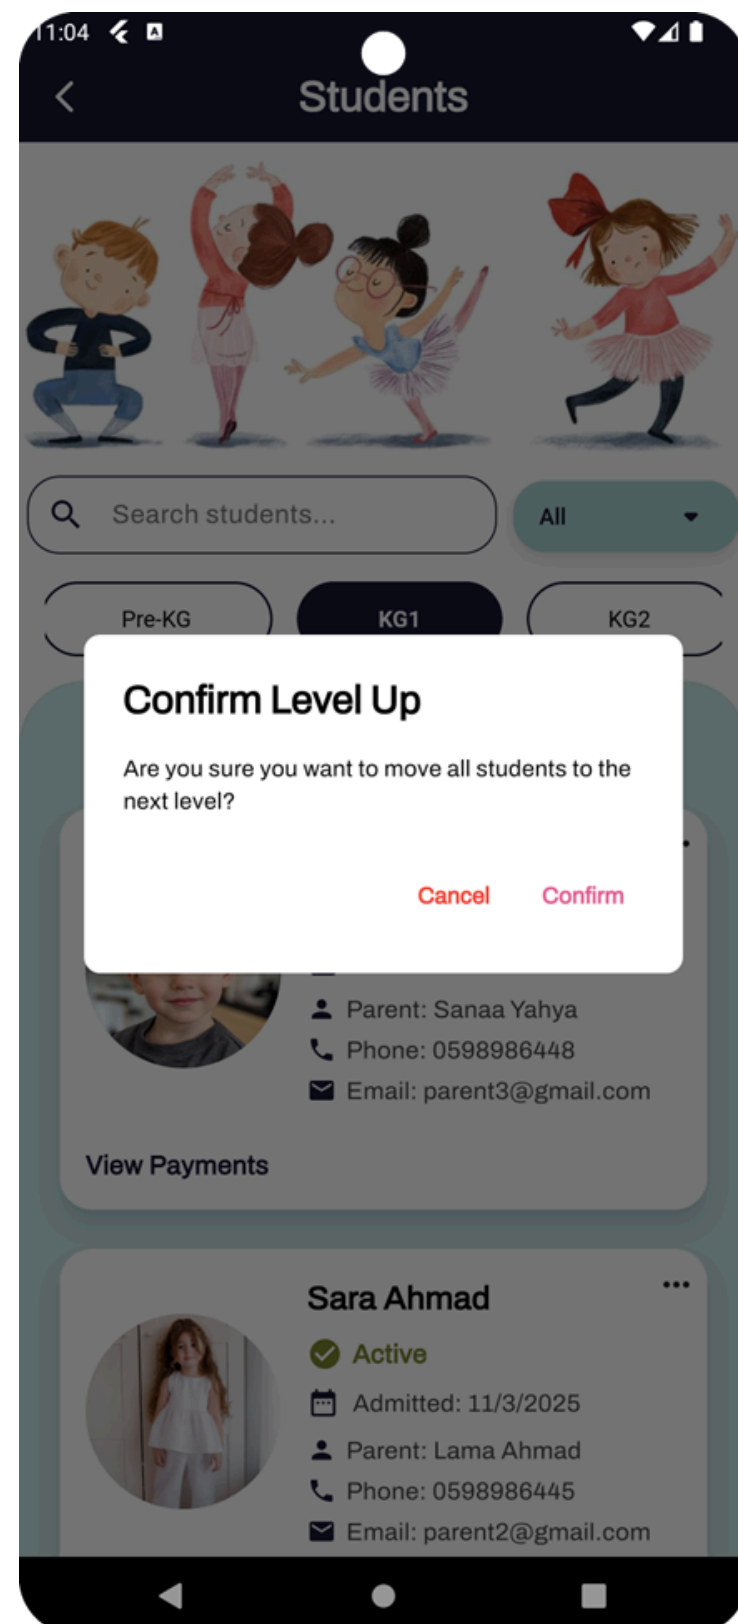 11:04
Students
Search students...
All
Pre-KG
KG1
KG2
Confirm Level Up
Are you sure you want to move all students to the
next level?
Cancel
Confirm
Parent: Sanaa Yahya
Phone: 0598986448
Email: parent3@gmail.com
View Payments
Sara Ahmad
Active
Admitted: 11/3/2025
Parent: Lama Ahmad
Phone: 0598986445
Email: parent2@gmail.com